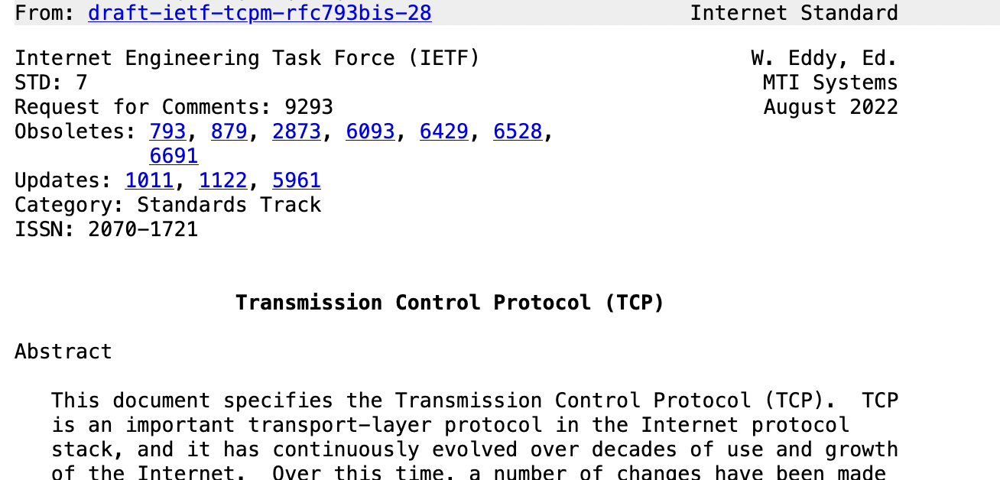 From: draft-ietf-tcpm-rfc793bis-28 Internet Standard
Internet Engineering Task Force (IETF) W. Eddy, Ed.
STD: 7 MTI Systems
Request for Comments: 9293 August 2022
Obsoletes: 793, 879, 2873, 6093, 6429, 6528,
6691
Updates: 1011, 1122, 5961
Category: Standards Track
ISSN: 2070-1721
Transmission Control Protocol (TCP)
Abstract
This document specifies the Transmission Control Protocol (TCP). TCP
is an important transport-layer protocol in the Internet protocol
stack, and it has continuously evolved over decades of use and growth
of the Internet. Over this time, a number of changes have been made